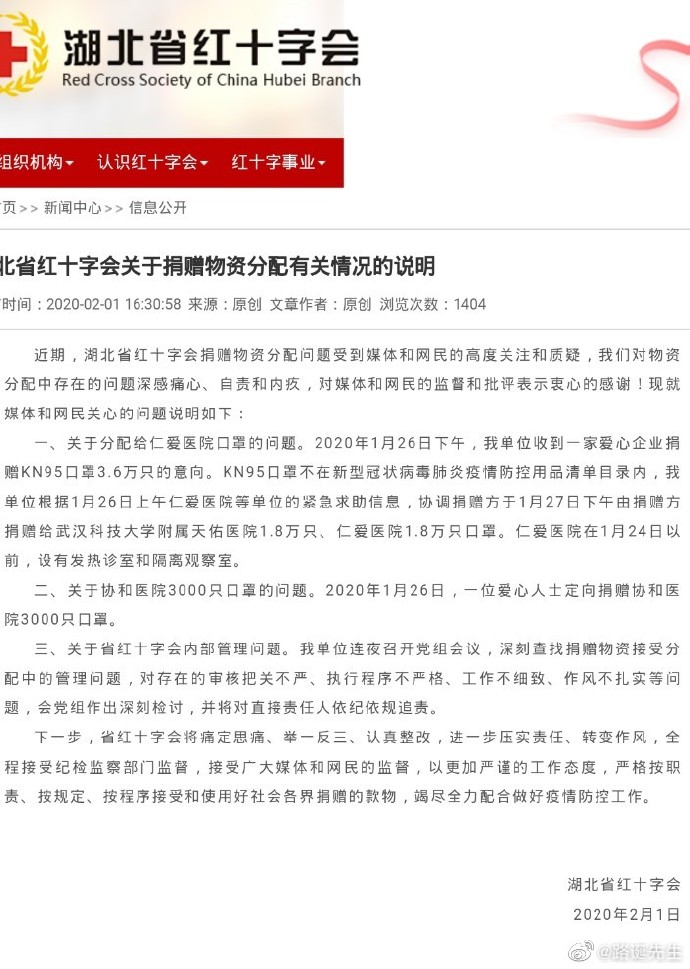 湖北省红十字会
Red Cross Society of China Hubei Branch
组织机构 认识红十字会 红十字事业
页>> 新闻中心>> 信息公开
北省红十字会关于捐赠物资分配有关情况的说明
时间：2020-02-01 16:30:58 来源：原创 文章作者：原创 浏览次数：1404
近期，湖北省红十字会捐赠物资分配问题受到媒体和网民的高度关注和质疑，我们对物资
分配中存在的问题深感痛心、自责和内疚，对媒体和网民的监督和批评表示衷心的感谢！现就
媒体和网民关心的问题说明如下：
一、关于分配给仁爱医院口罩的问题。2020年1月26日下午，我单位收到一家爱心企业捐
赠KN95口罩3.6万只的意向。KN95口罩不在新型冠状病毒肺炎疫情防控用品清单目录内，我
单位根据1月26日上午仁爱医院等单位的紧急求助信息，协调捐赠方于1月27日下午由捐赠方
捐赠给武汉科技大学附属天佑医院1.8万只、仁爱医院1.8万只口罩。仁爱医院在1月24日以
前，设有发热诊室和隔离观察室。
二、关于协和医院3000只口罩的问题。2020年1月26日，一位爱心人士定向捐赠协和医
院3000只口罩。
三、关于省红十字会内部管理问题。我单位连夜召开党组会议，深刻查找捐赠物资接受分
配中的管理问题，对存在的审核把关不严、执行程序不严格、工作不细致、作风不扎实等问
题，会党组作出深刻检讨，并将对直接责任人依纪依规追责。
下一步，省红十字会将痛定思痛、举一反三、认真整改，进一步压实责任、转变作风，全
程接受纪检监察部门监督，接受广大媒体和网民的监督，以更加严谨的工作态度，严格按职
责、按规定、按程序接受和使用好社会各界捐赠的款物，竭尽全力配合做好疫情防控工作。
湖北省红十字会
2020年2月1日
@路诞先生